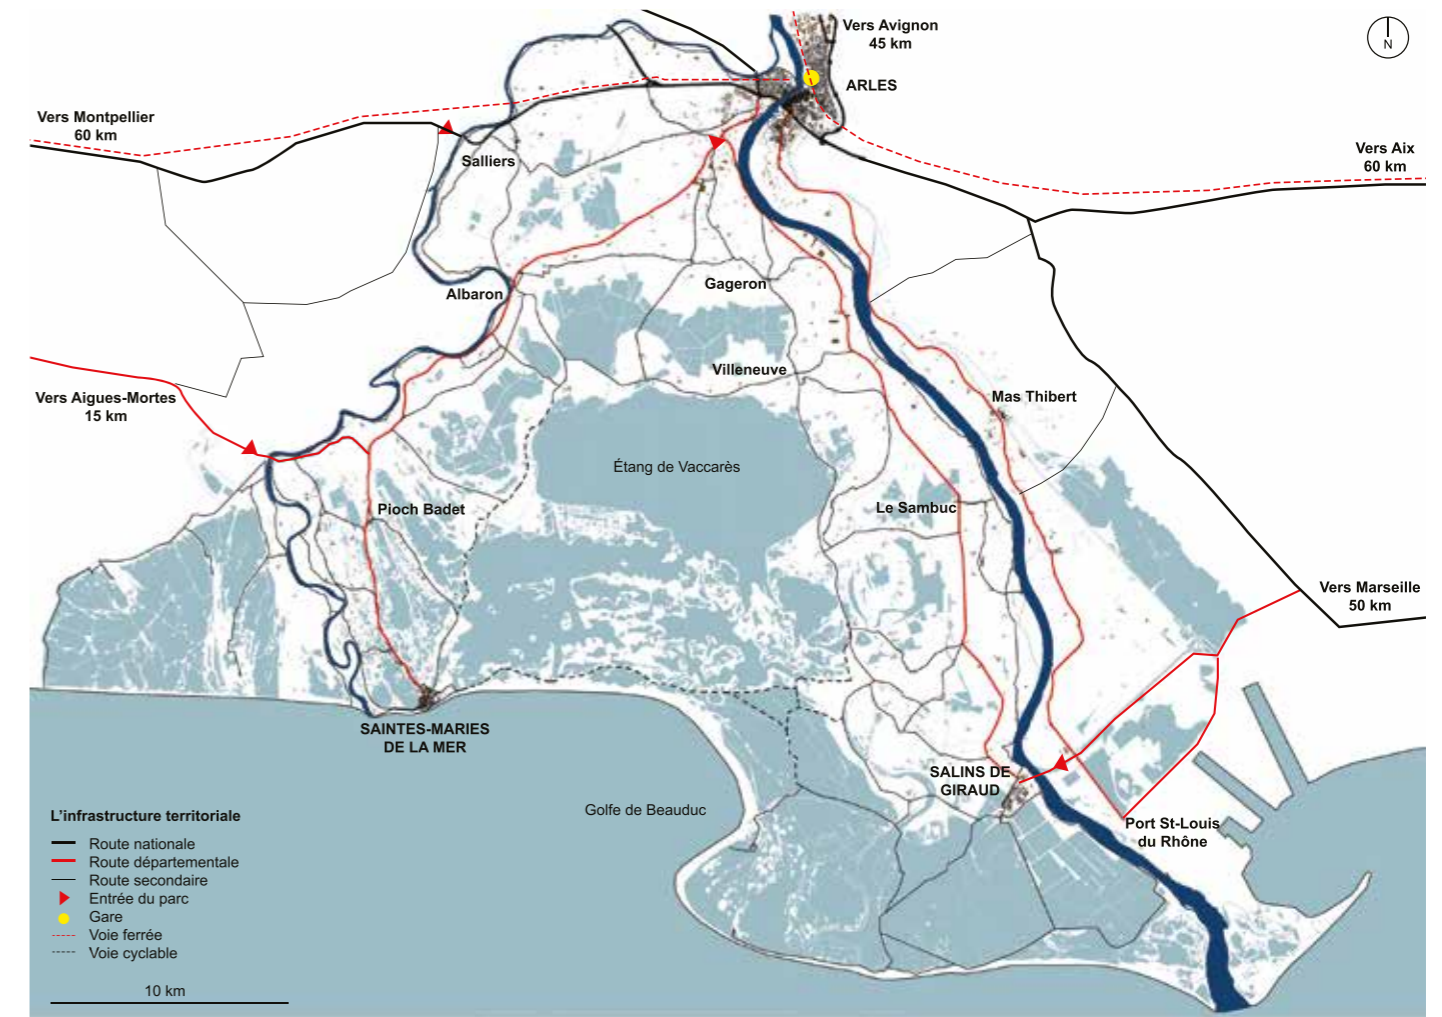 Vers Avignon
45 km
N
ARLES
Vers Montpellier
60 km
Salliers
Vers Aix
60 km
Albaron
Gageron
Villeneuve
Vers Aigues-Mortes
15 km
Mas Thibert
Étang de Vaccarès
Pioch Badet
Le Sambuc
Vers Marseille
50 km
SAINTES-MARIES
DE LA MER
SALINS DE
GIRAUD
Golfe de Beauduc
Port St-Louis
du Rhône
L'infrastructure territoriale
Route nationale
Route départementale
Route secondaire
Entrée du parc
Gare
Voie ferrée
Voie cyclable
10 km